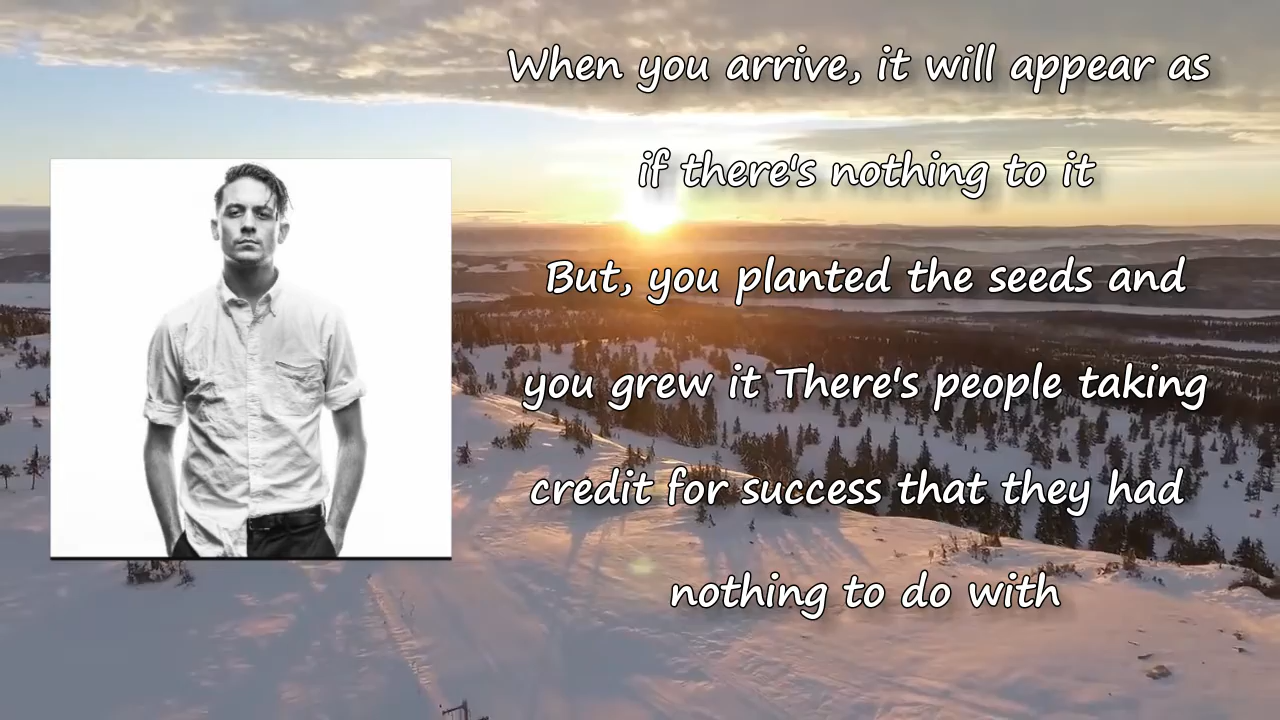 When you arrive, it will appear as
if there's nothing to it
But, you planted the seeds and
you grew it There's people taking
credit for success that they had
nothing to do with